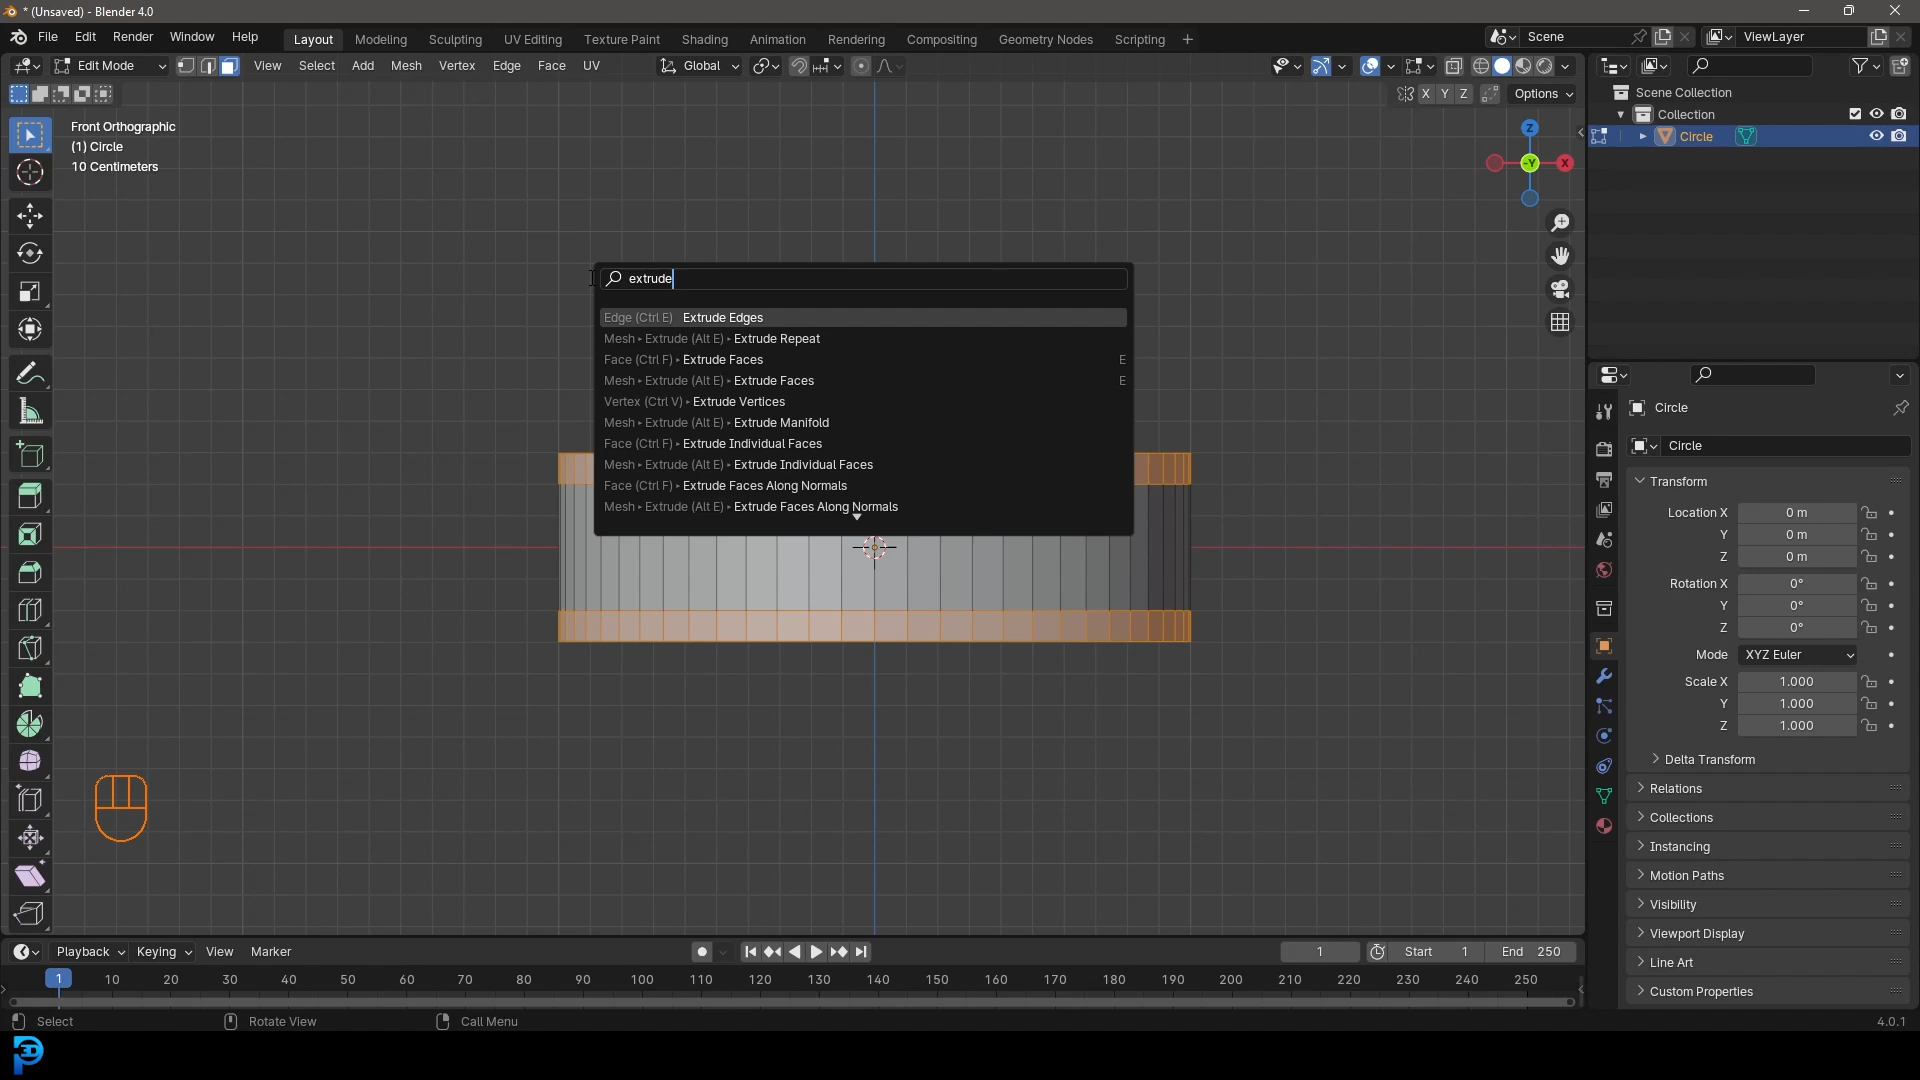 * (Unsaved) - Blender 4.0
File Edit Render Window Help Layout Modeling Sculpting UV Editing Texture Paint Shading Animation Rendering Compositing Geometry Nodes Scripting + Scene ViewLayer
Edit Mode View Select Add Mesh Vertex Edge Face UV Global
X Y Z Options
Front Orthographic
(1) Circle
10 Centimeters
Z
-Y X
extrude
Edge (Ctrl E) Extrude Edges
Mesh ▸ Extrude (Alt E) ▸ Extrude Repeat
Face (Ctrl F) ▸ Extrude Faces E
Mesh ▸ Extrude (Alt E) ▸ Extrude Faces E
Vertex (Ctrl V) ▸ Extrude Vertices
Mesh ▸ Extrude (Alt E) ▸ Extrude Manifold
Face (Ctrl F) ▸ Extrude Individual Faces
Mesh ▸ Extrude (Alt E) ▸ Extrude Individual Faces
Face (Ctrl F) ▸ Extrude Faces Along Normals
Mesh ▸ Extrude (Alt E) ▸ Extrude Faces Along Normals
Scene Collection
Collection
Circle
Circle
Circle
Transform
Location X 0 m
Y 0 m
Z 0 m
Rotation X 0°
Y 0°
Z 0°
Mode XYZ Euler
Scale X 1.000
Y 1.000
Z 1.000
Delta Transform
Relations
Collections
Instancing
Motion Paths
Visibility
Viewport Display
Line Art
Custom Properties
Playback Keying View Marker 1 Start 1 End 250
1 10 20 30 40 50 60 70 80 90 100 110 120 130 140 150 160 170 180 190 200 210 220 230 240 250
Select Rotate View Call Menu 4.0.1